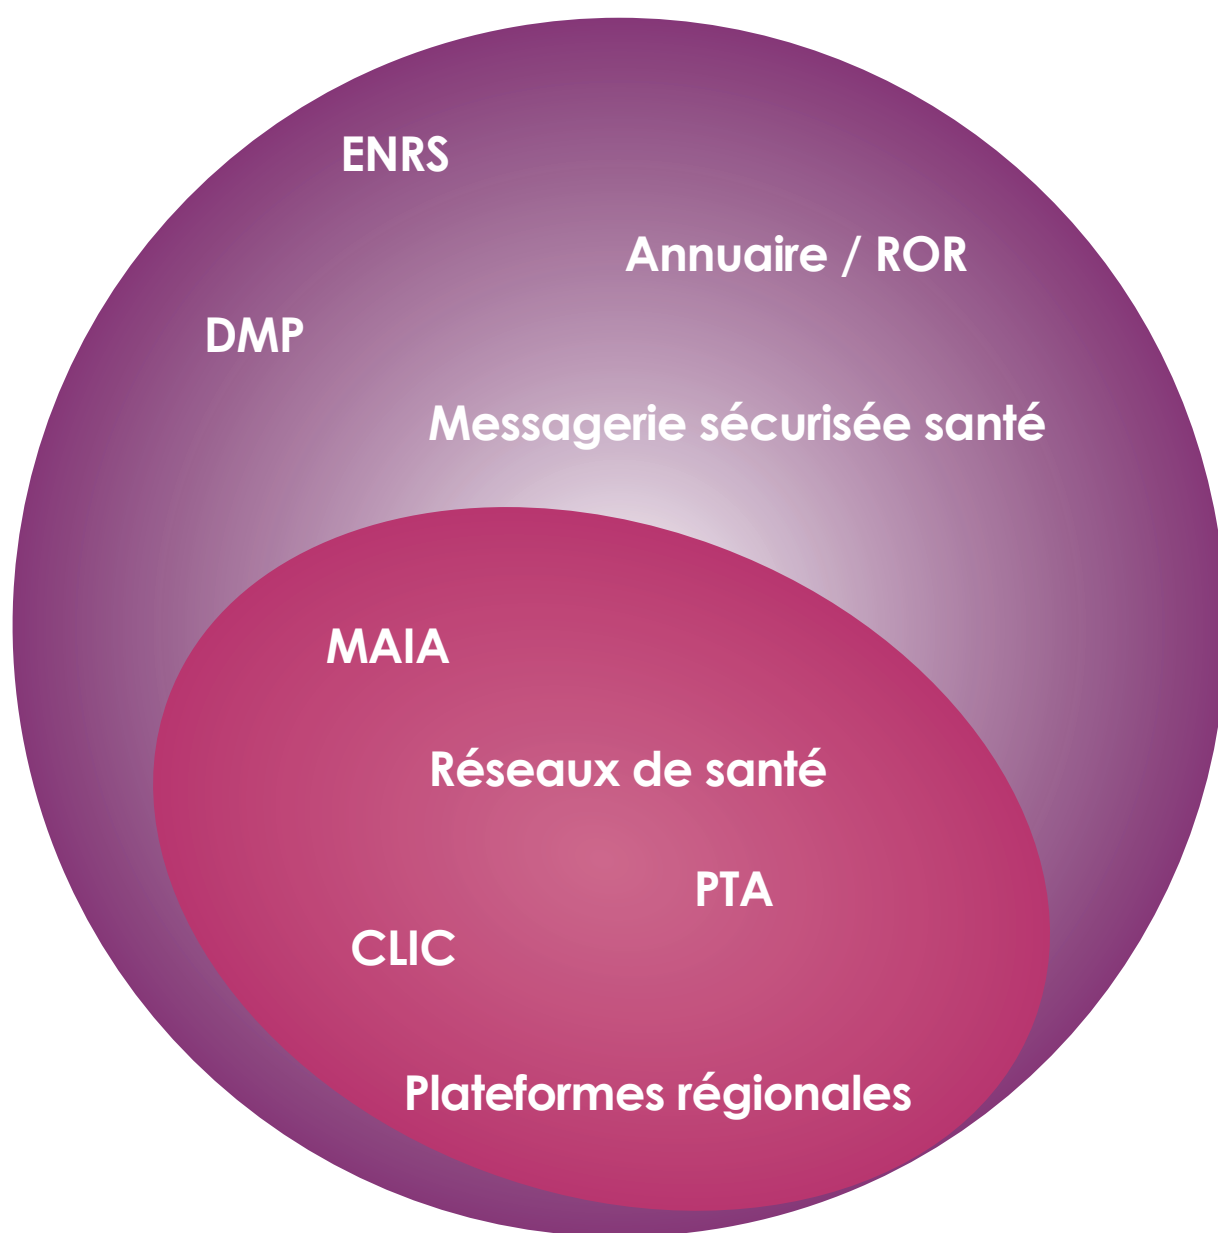 ENRS
Annuaire / ROR
DMP
Messagerie sécurisée santé
MAIA
Réseaux de santé
PTA
CLIC
Plateformes régionales